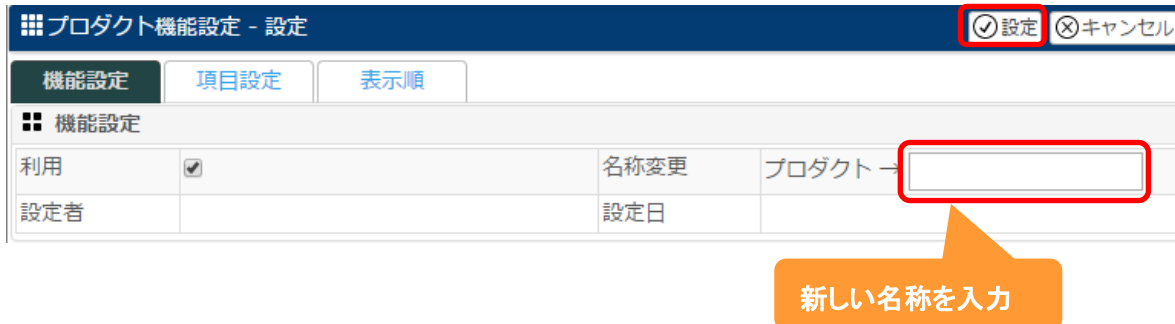 プロダクト機能設定 - 設定 設定 キャンセル
機能設定 項目設定 表示順
機能設定
利用 名称変更 プロダクト →
設定者 設定日
新しい名称を入力